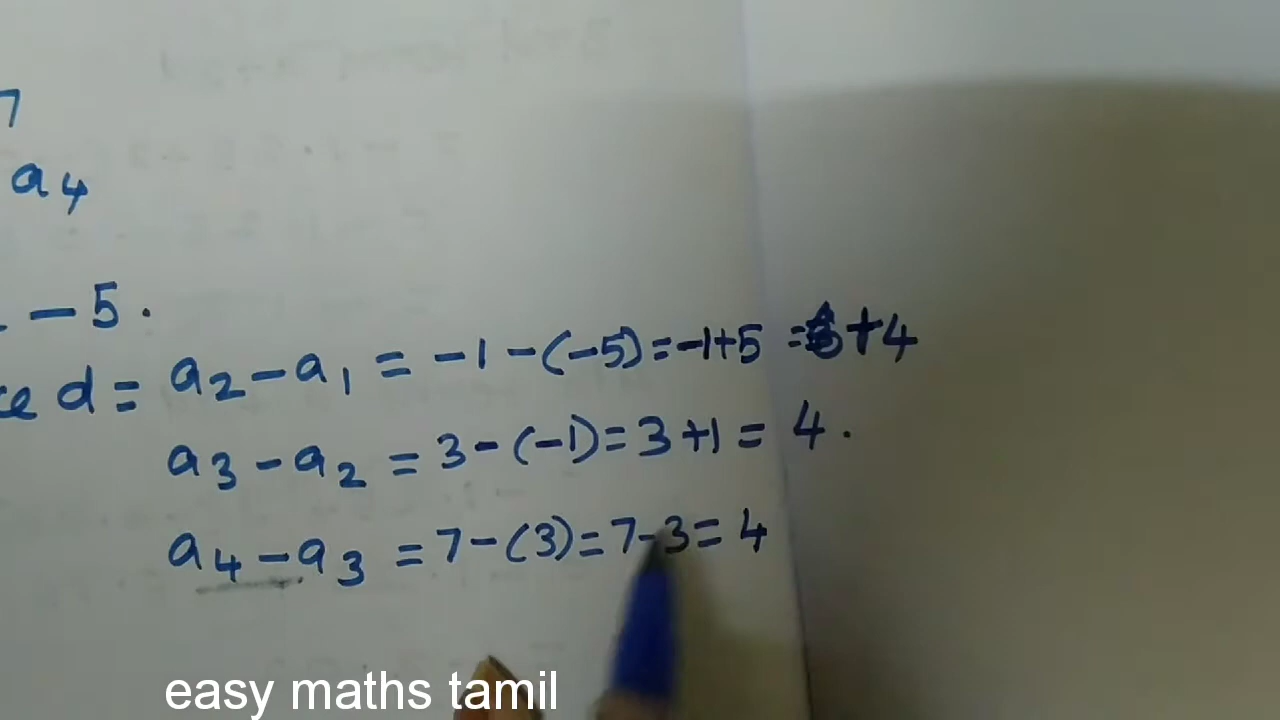 7
a4
- 5.
ce d = a2 - a1 = -1 - (-5) = -1+5 = +4
a3 - a2 = 3 - (-1) = 3+1 = 4.
a4 - a3 = 7 - (3) = 7-3 = 4
easy maths tamil